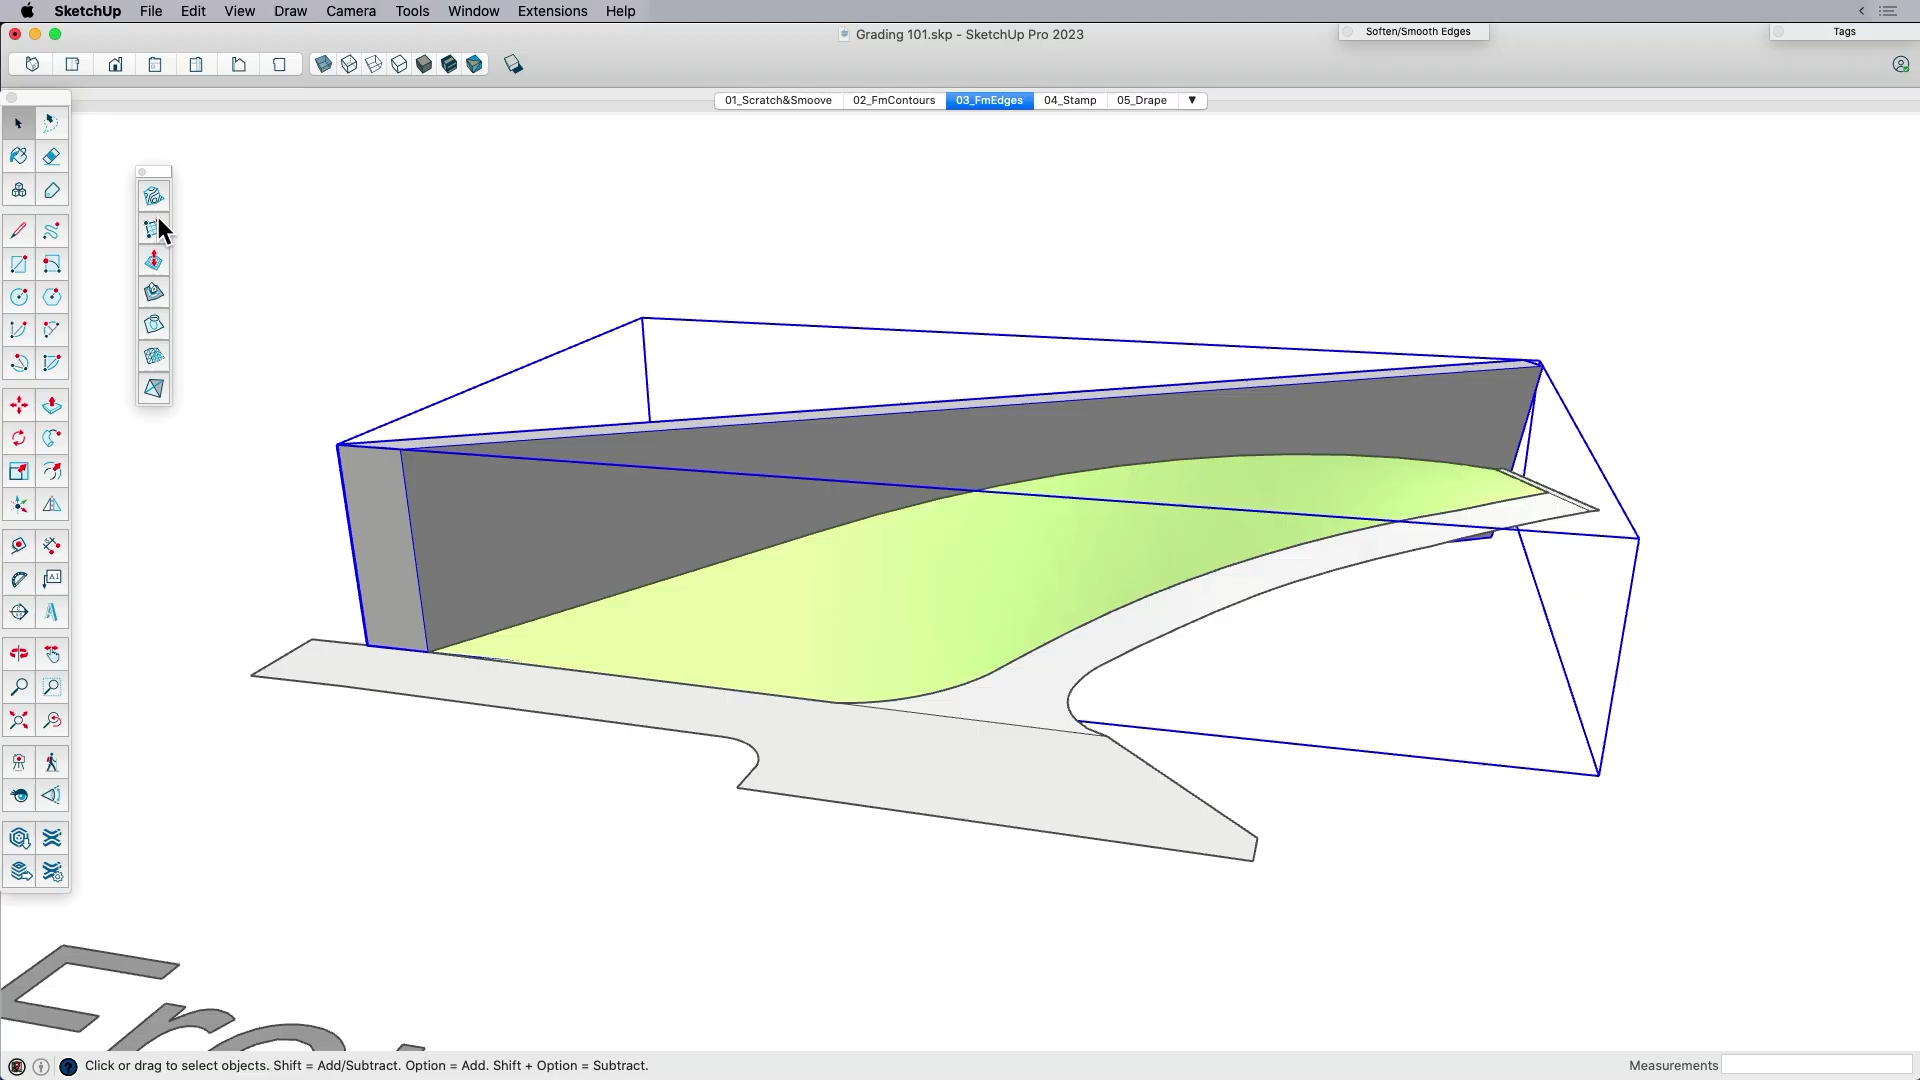 SketchUp File Edit View Draw Camera Tools Window Extensions Help
Grading 101.skp - SketchUp Pro 2023
Soften/Smooth Edges
Tags
01_Scratch&Smoove 02_FmContours 03_FmEdges 04_Stamp 05_Drape
Click or drag to select objects. Shift = Add/Subtract. Option = Add. Shift + Option = Subtract.
Measurements